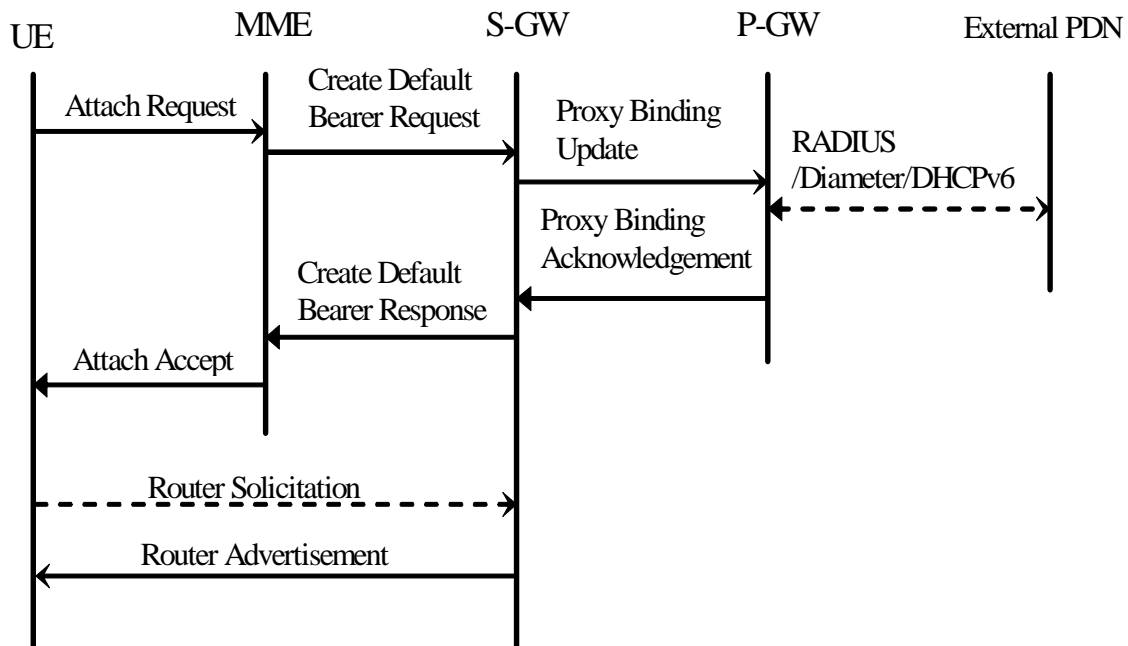 UE
MME
S-GW
P-GW
External PDN
Attach Request
Create Default
Bearer Request
Proxy Binding
Update
RADIUS
/Diameter/DHCPv6
Proxy Binding
Acknowledgement
Create Default
Bearer Response
Attach Accept
Router Solicitation
Router Advertisement